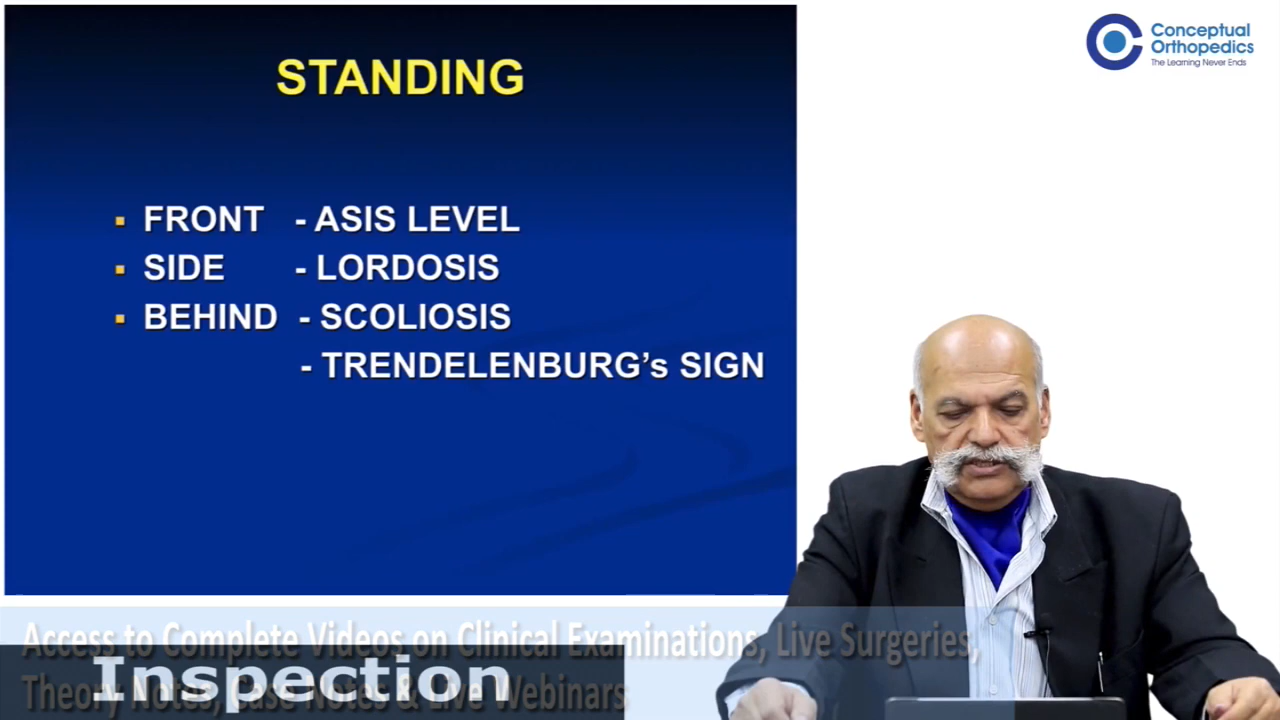 STANDING
▪ FRONT - ASIS LEVEL
▪ SIDE - LORDOSIS
▪ BEHIND - SCOLIOSIS
- TRENDELENBURG's SIGN
Conceptual
Orthopedics
The Learning Never Ends
Access to Complete Videos on Clinical Examinations, Live Surgeries,
Theory Notes, Case Notes & Live Webinars
Inspection